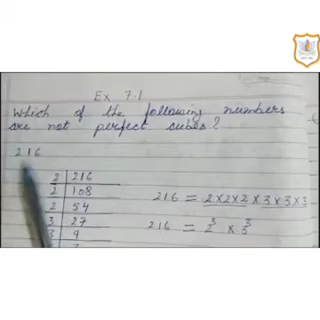 Ex 7.1
Which of the following numbers
are not perfect cubes?
216
2 | 216
2 | 108
2 | 54
3 | 27
3 | 9
216 = 2×2×2 × 3×3×3
216 = 2³ × 3³